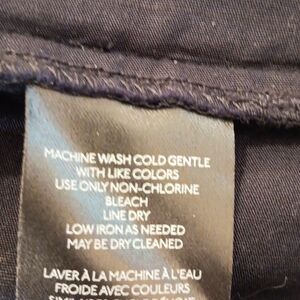 MACHINE WASH COLD GENTLE
WITH LIKE COLORS
USE ONLY NON-CHLORINE
BLEACH
LINE DRY
LOW IRON AS NEEDED
MAY BE DRY CLEANED
LAVER À LA MACHINE À L'EAU
FROIDE AVEC COULEURS